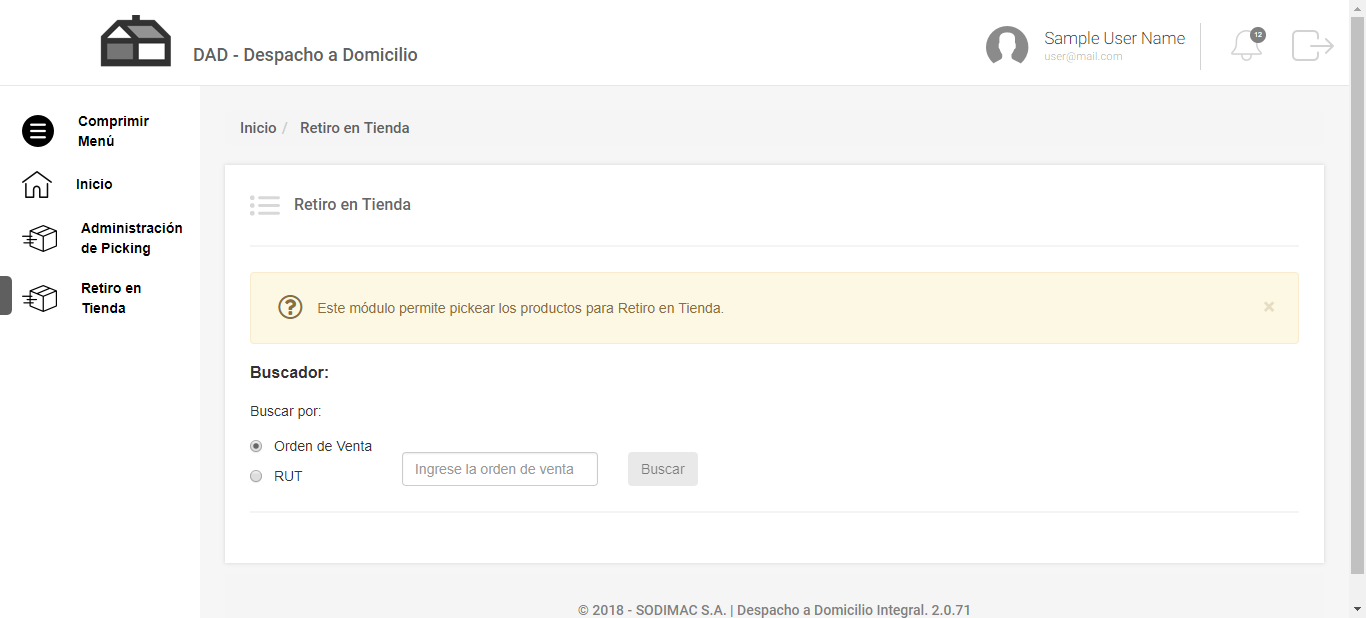 DAD - Despacho a Domicilio
Sample User Name
user@mail.com
12
Comprimir
Menú
Inicio
Administración
de Picking
Retiro en
Tienda
Inicio / Retiro en Tienda
Retiro en Tienda
Este módulo permite pickear los productos para Retiro en Tienda.
×
Buscador:
Buscar por:
Orden de Venta
RUT
Ingrese la orden de venta
Buscar
© 2018 - SODIMAC S.A. | Despacho a Domicilio Integral. 2.0.71